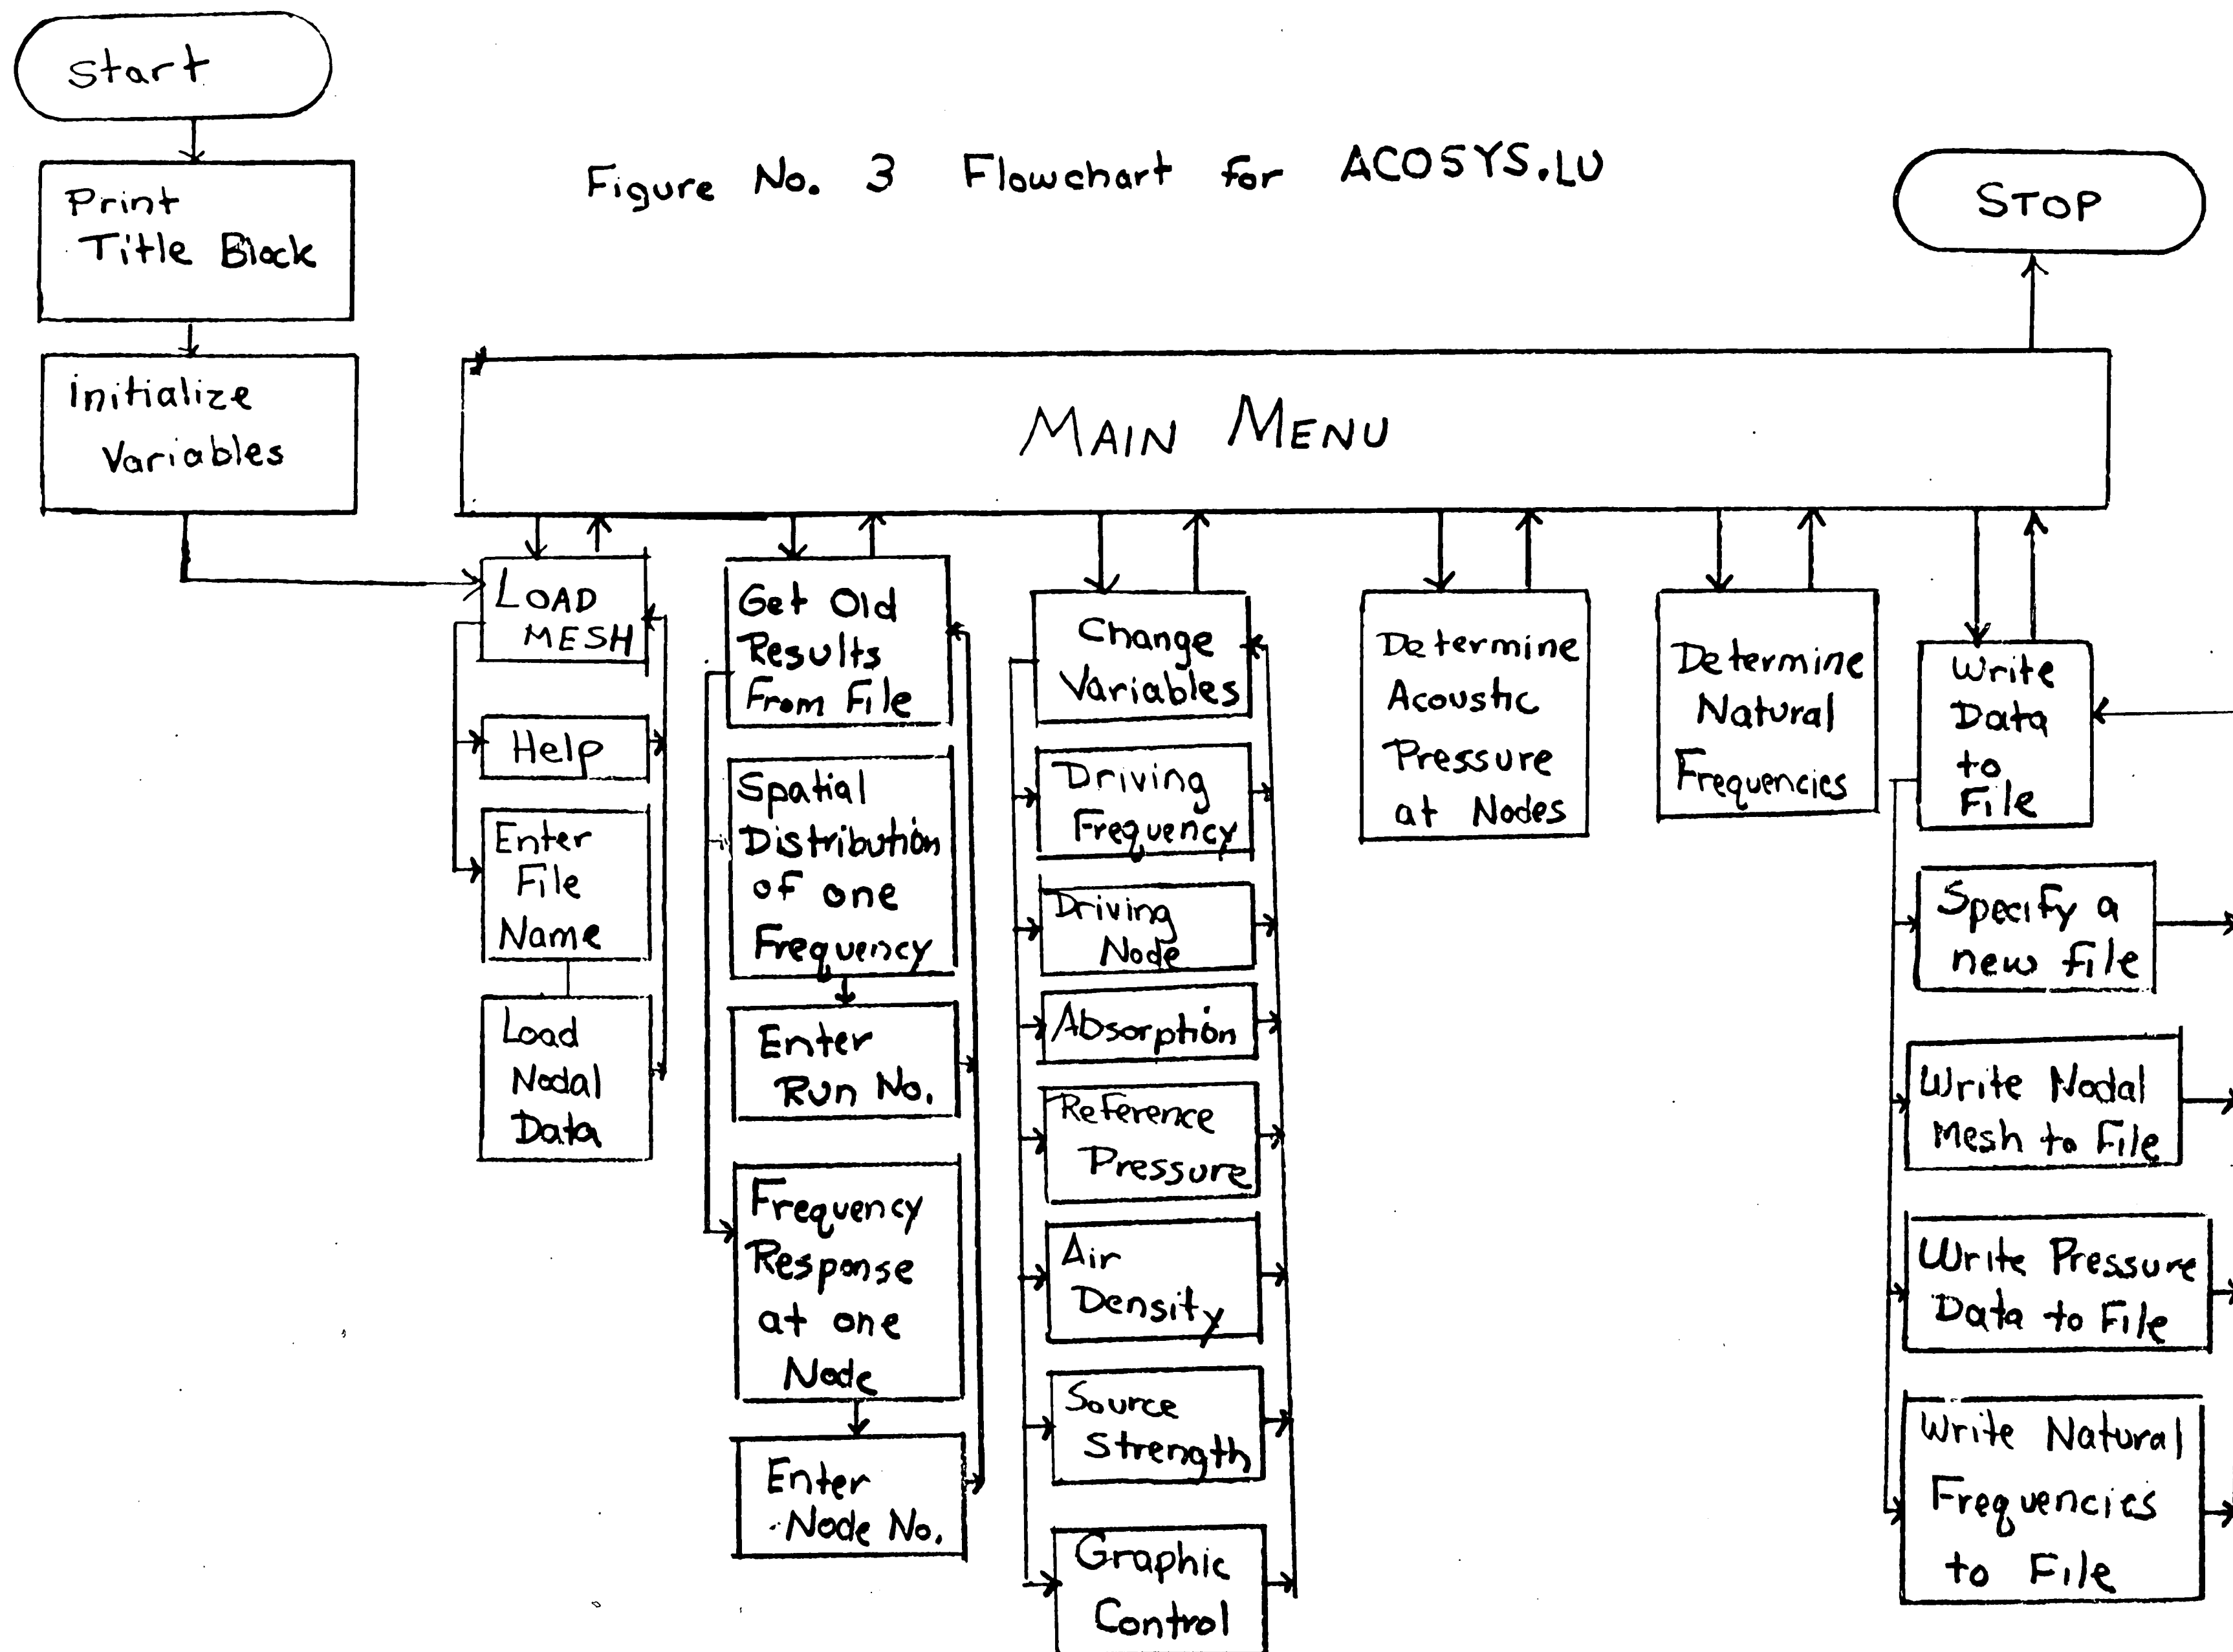 Start
Print
Title Block
Initialize
Variables
Figure No. 3 Flowchart for ACOSYS.LU
STOP
MAIN MENU
LOAD
MESH
Help
Enter
File
Name
Load
Nodal
Data
Get Old
Results
From File
Spatial
Distribution
of one
Frequency
Enter
Run No.
Frequency
Response
at one
Node
Enter
Node No.
Change
Variables
Driving
Frequency
Driving
Node
Absorption
Reference
Pressure
Air
Density
Source
Strength
Graphic
Control
Determine
Acoustic
Pressure
at Nodes
Determine
Natural
Frequencies
Write
Data
to
File
Specify a
new file
Write Nodal
Mesh to File
Write Pressure
Data to File
Write Natural
Frequencies
to File